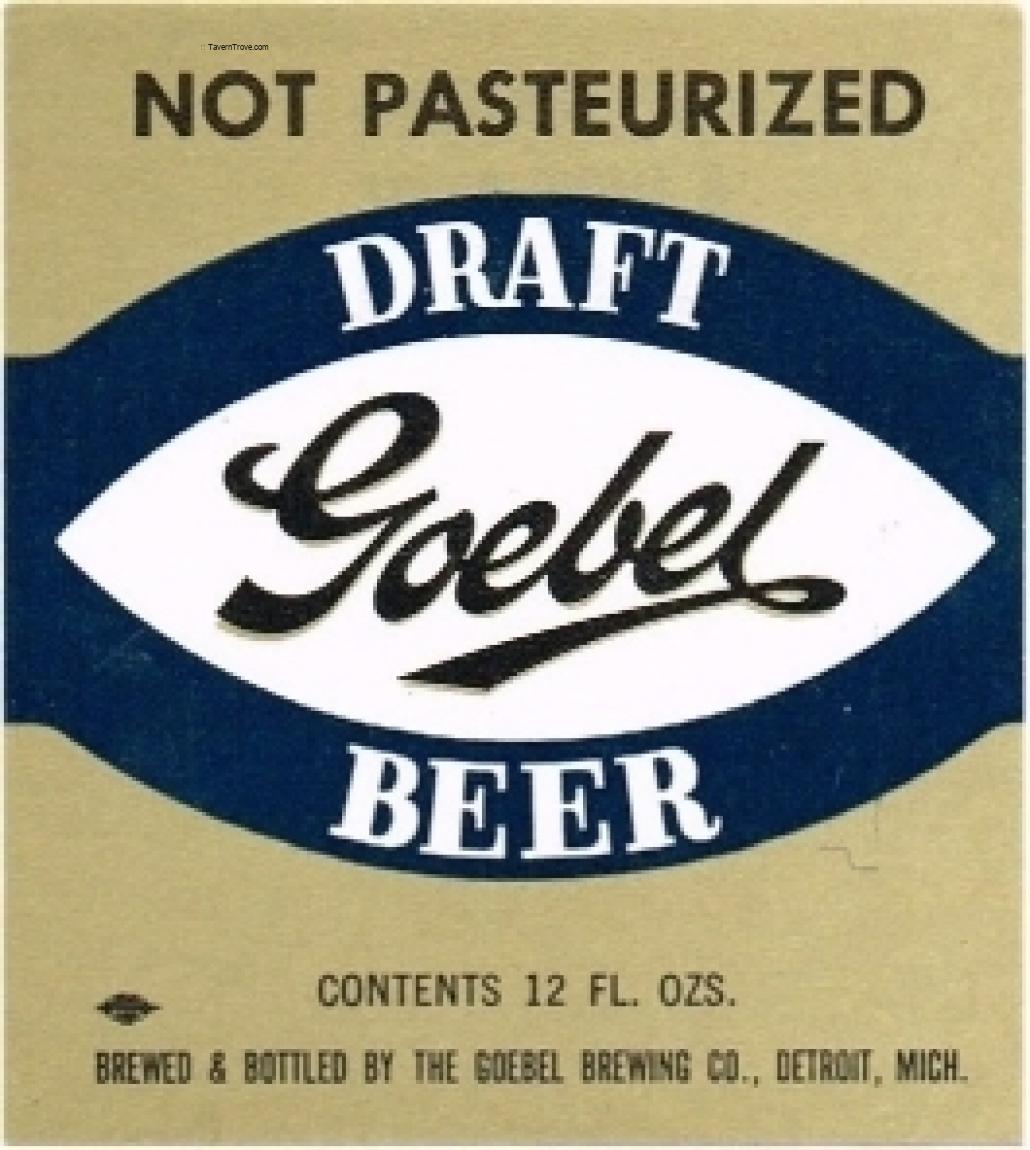 :: TavernTrove.com
NOT PASTEURIZED
DRAFT
Goebel
BEER
CONTENTS 12 FL. OZS.
BREWED & BOTTLED BY THE GOEBEL BREWING CO., DETROIT, MICH.